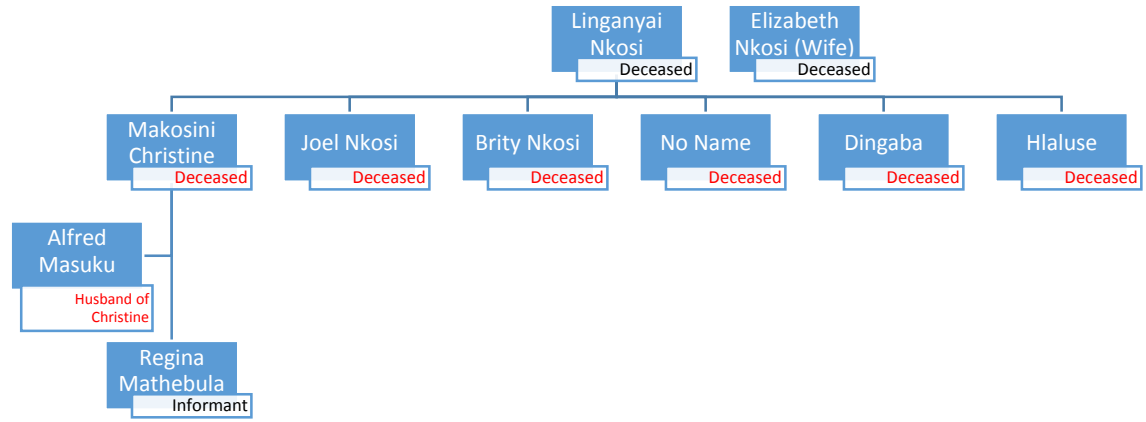 Linganyai
Nkosi
Deceased
Elizabeth
Nkosi (Wife)
Deceased
Makosini
Christine
Deceased
Joel Nkosi
Deceased
Brity Nkosi
Deceased
No Name
Deceased
Dingaba
Deceased
Hlaluse
Deceased
Alfred
Masuku
Husband of
Christine
Regina
Mathebula
Informant